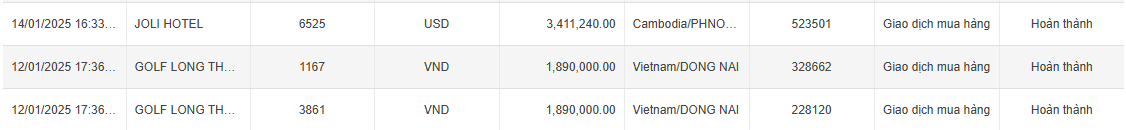 14/01/2025 16:33... JOLI HOTEL 6525 USD 3,411,240.00 Cambodia/PHNO... 523501 Giao dịch mua hàng Hoàn thành
12/01/2025 17:36... GOLF LONG TH... 1167 VND 1,890,000.00 Vietnam/DONG NAI 328662 Giao dịch mua hàng Hoàn thành
12/01/2025 17:36... GOLF LONG TH... 3861 VND 1,890,000.00 Vietnam/DONG NAI 228120 Giao dịch mua hàng Hoàn thành